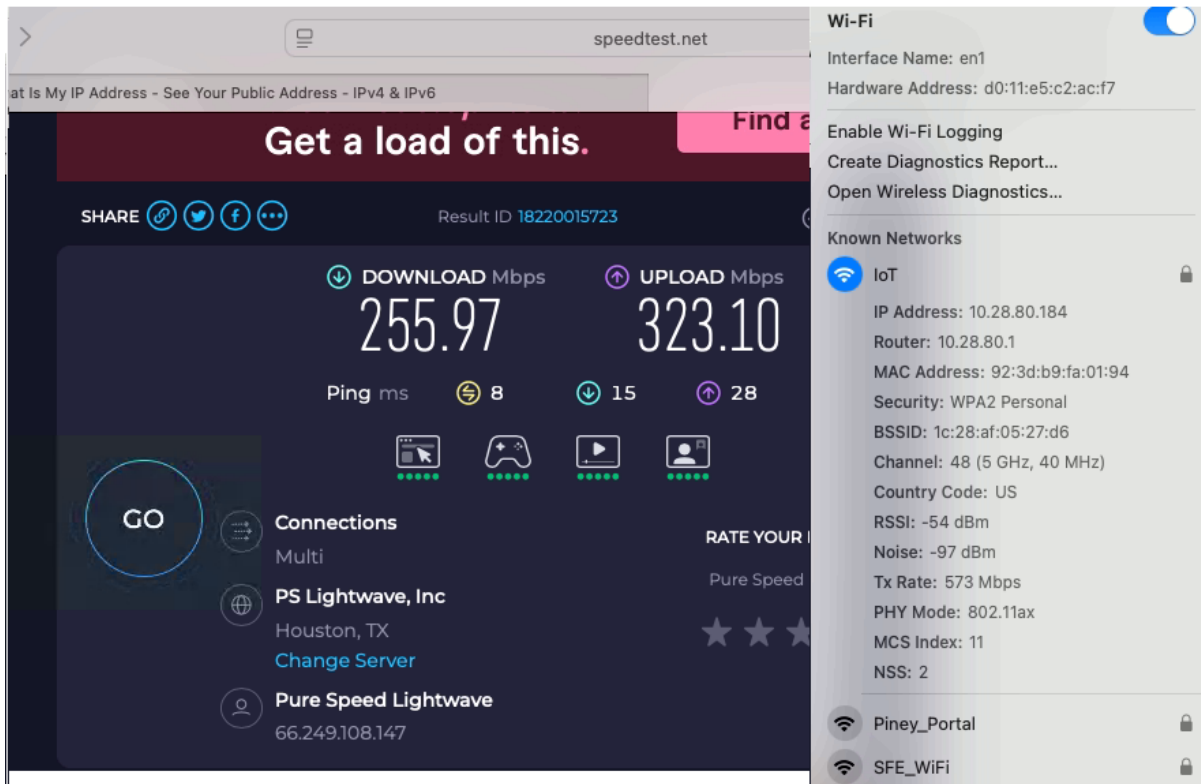 speedtest.net
at Is My IP Address - See Your Public Address - IPv4 & IPv6
Get a load of this.
Find a
SHARE
Result ID 18220015723
DOWNLOAD Mbps
255.97
UPLOAD Mbps
323.10
Ping ms 8 15 28
GO
Connections
Multi
PS Lightwave, Inc
Houston, TX
Change Server
Pure Speed Lightwave
66.249.108.147
RATE YOUR
Pure Speed
Wi-Fi
Interface Name: en1
Hardware Address: d0:11:e5:c2:ac:f7
Enable Wi-Fi Logging
Create Diagnostics Report...
Open Wireless Diagnostics...
Known Networks
IoT
IP Address: 10.28.80.184
Router: 10.28.80.1
MAC Address: 92:3d:b9:fa:01:94
Security: WPA2 Personal
BSSID: 1c:28:af:05:27:d6
Channel: 48 (5 GHz, 40 MHz)
Country Code: US
RSSI: -54 dBm
Noise: -97 dBm
Tx Rate: 573 Mbps
PHY Mode: 802.11ax
MCS Index: 11
NSS: 2
Piney_Portal
SFE_WiFi